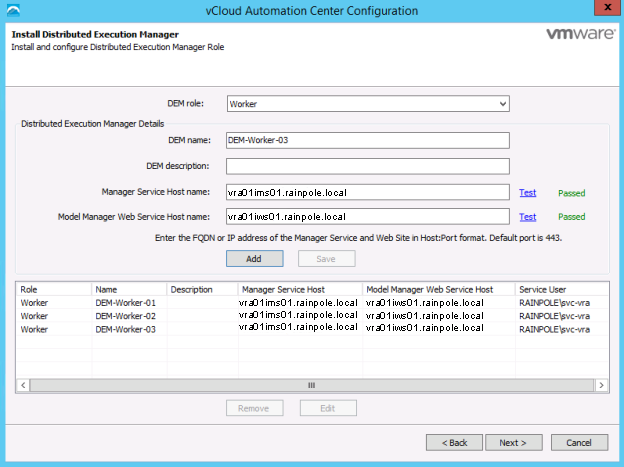 vCloud Automation Center Configuration
x
Install Distributed Execution Manager
Install and configure Distributed Execution Manager Role
vmware
DEM role: Worker
Distributed Execution Manager Details
DEM name: DEM-Worker-03
DEM description:
Manager Service Host name: vra01ims01.rainpole.local Test Passed
Model Manager Web Service Host name: vra01iws01.rainpole.local Test Passed
Enter the FQDN or IP address of the Manager Service and Web Site in Host:Port format. Default port is 443.
Add Save
Role Name Description Manager Service Host Model Manager Web Service Host Service User
Worker DEM-Worker-01 vra01ims01.rainpole.local vra01iws01.rainpole.local RAINPOLE\svc-vra
Worker DEM-Worker-02 vra01ims01.rainpole.local vra01iws01.rainpole.local RAINPOLE\svc-vra
Worker DEM-Worker-03 vra01ims01.rainpole.local vra01iws01.rainpole.local RAINPOLE\svc-vra
Remove Edit
< Back Next > Cancel